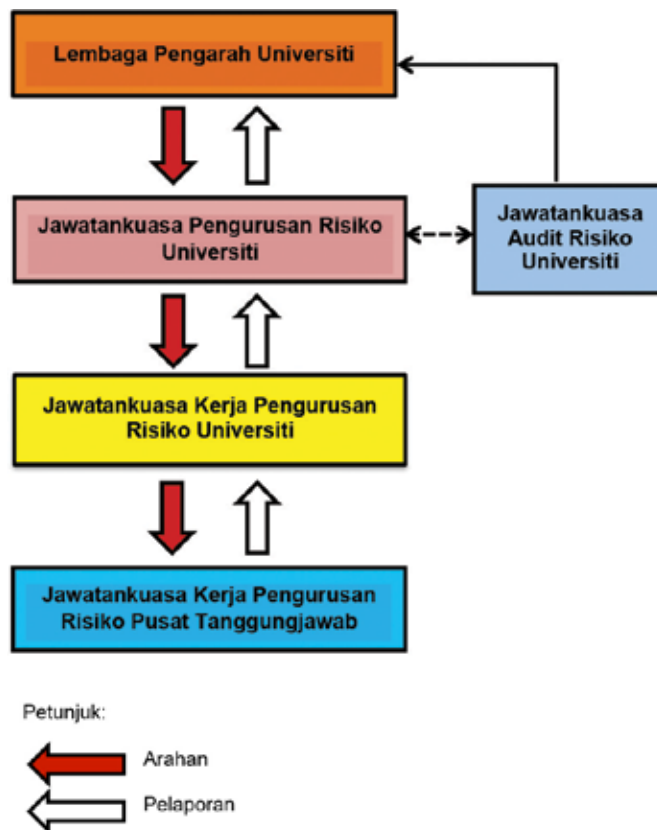 Lembaga Pengarah Universiti
Jawatankuasa Pengurusan Risiko
Universiti
Jawatankuasa
Audit Risiko
Universiti
Jawatankuasa Kerja Pengurusan
Risiko Universiti
Jawatankuasa Kerja Pengurusan
Risiko Pusat Tanggungjawab
Petunjuk:
Arahan
Pelaporan